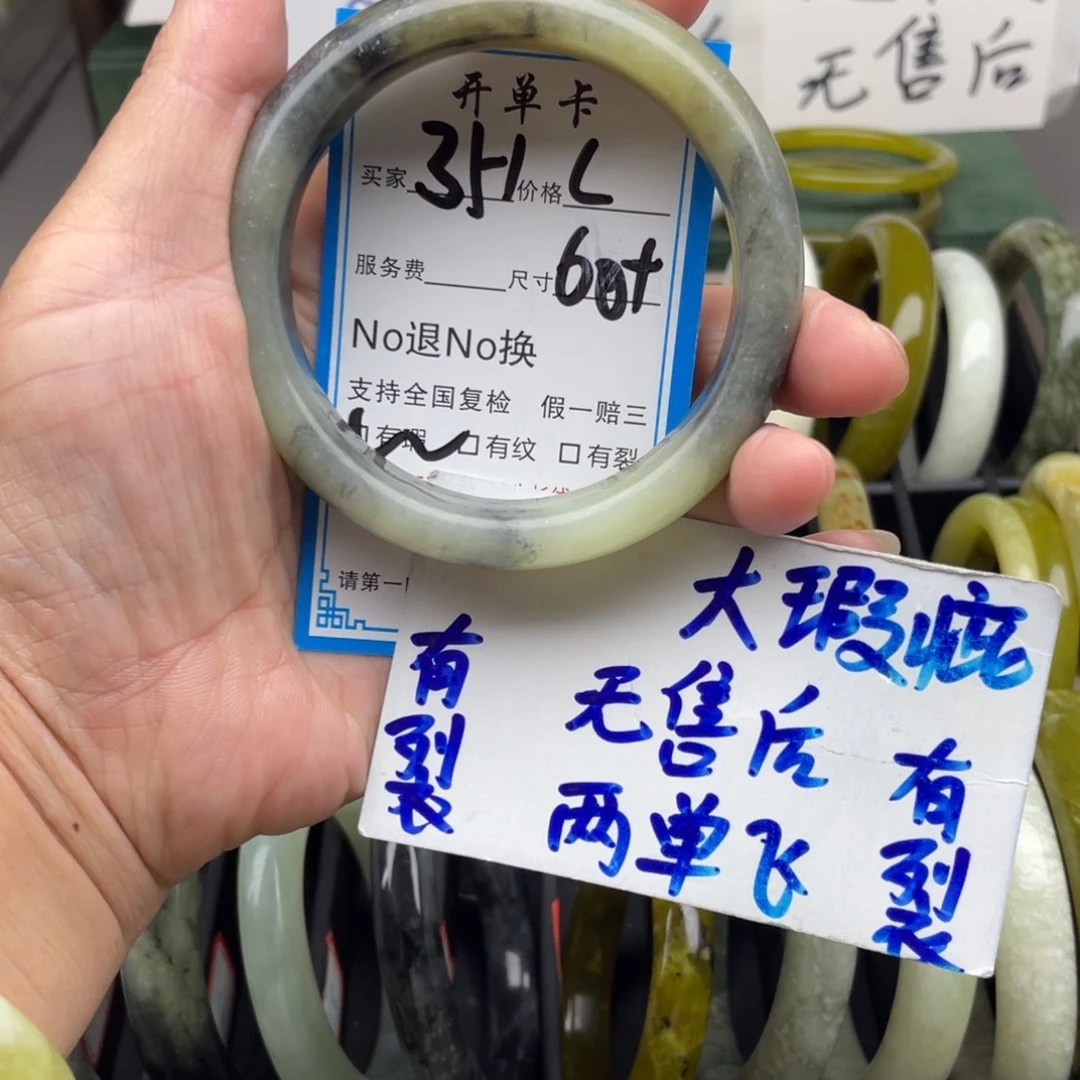 无售后
开单卡
买家 价格
服务费 尺寸 60+
No退No换
支持全国复检 假一赔三
有瑕 □有纹 □有裂
请第一
大瑕疵
无售后
两单飞
有裂
有裂